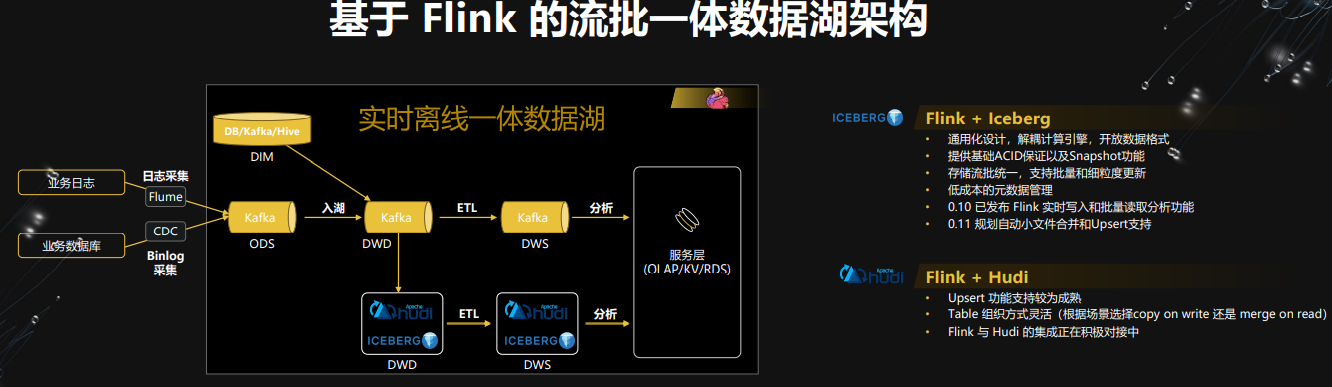 基于 Flink 的流批一体数据湖架构
实时离线一体数据湖
DB/Kafka/Hive
DIM
业务日志
日志采集
Flume
业务数据库
CDC
Binlog
采集
Kafka
ODS
入湖
Kafka
DWD
ETL
Kafka
DWS
分析
服务层
(OLAP/KV/RDS)
Apache
hudi
ICEBERG
DWD
ETL
Apache
hudi
ICEBERG
DWS
分析
ICEBERG
Flink + Iceberg
• 通用化设计，解耦计算引擎，开放数据格式
• 提供基础ACID保证以及Snapshot功能
• 存储流批统一，支持批量和细粒度更新
• 低成本的元数据管理
• 0.10 已发布 Flink 实时写入和批量读取分析功能
• 0.11 规划自动小文件合并和Upsert支持
Apache
hudi
Flink + Hudi
• Upsert 功能支持较为成熟
• Table 组织方式灵活（根据场景选择copy on write 还是 merge on read）
• Flink 与 Hudi 的集成正在积极对接中